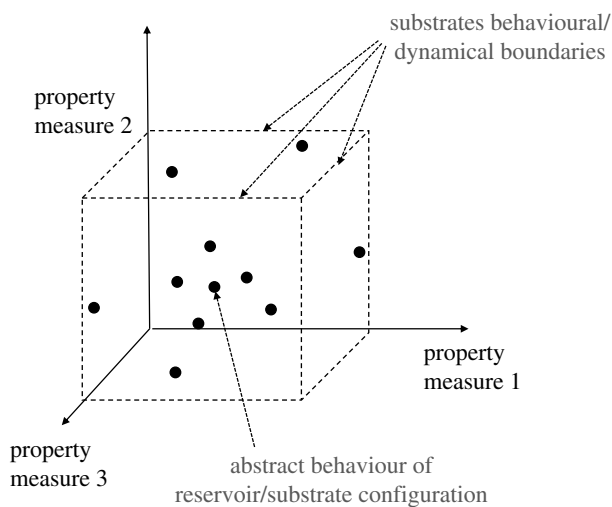 substrates behavioural/
dynamical boundaries
property
measure 2
property
measure 1
property
measure 3
abstract behaviour of
reservoir/substrate configuration